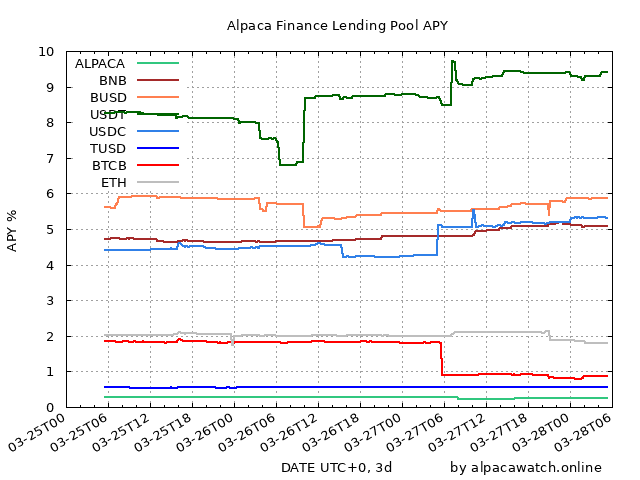 Alpaca Finance Lending Pool APY
10
9
8
7
6
5
4
3
2
1
0
APY %
ALPACA
BNB
BUSD
USDT
USDC
TUSD
BTCB
ETH
03-25T00
03-25T06
03-25T12
03-25T18
03-26T00
03-26T06
03-26T12
03-26T18
03-27T00
03-27T06
03-27T12
03-27T18
03-28T00
03-28T06
DATE UTC+0, 3d
by alpacawatch.online